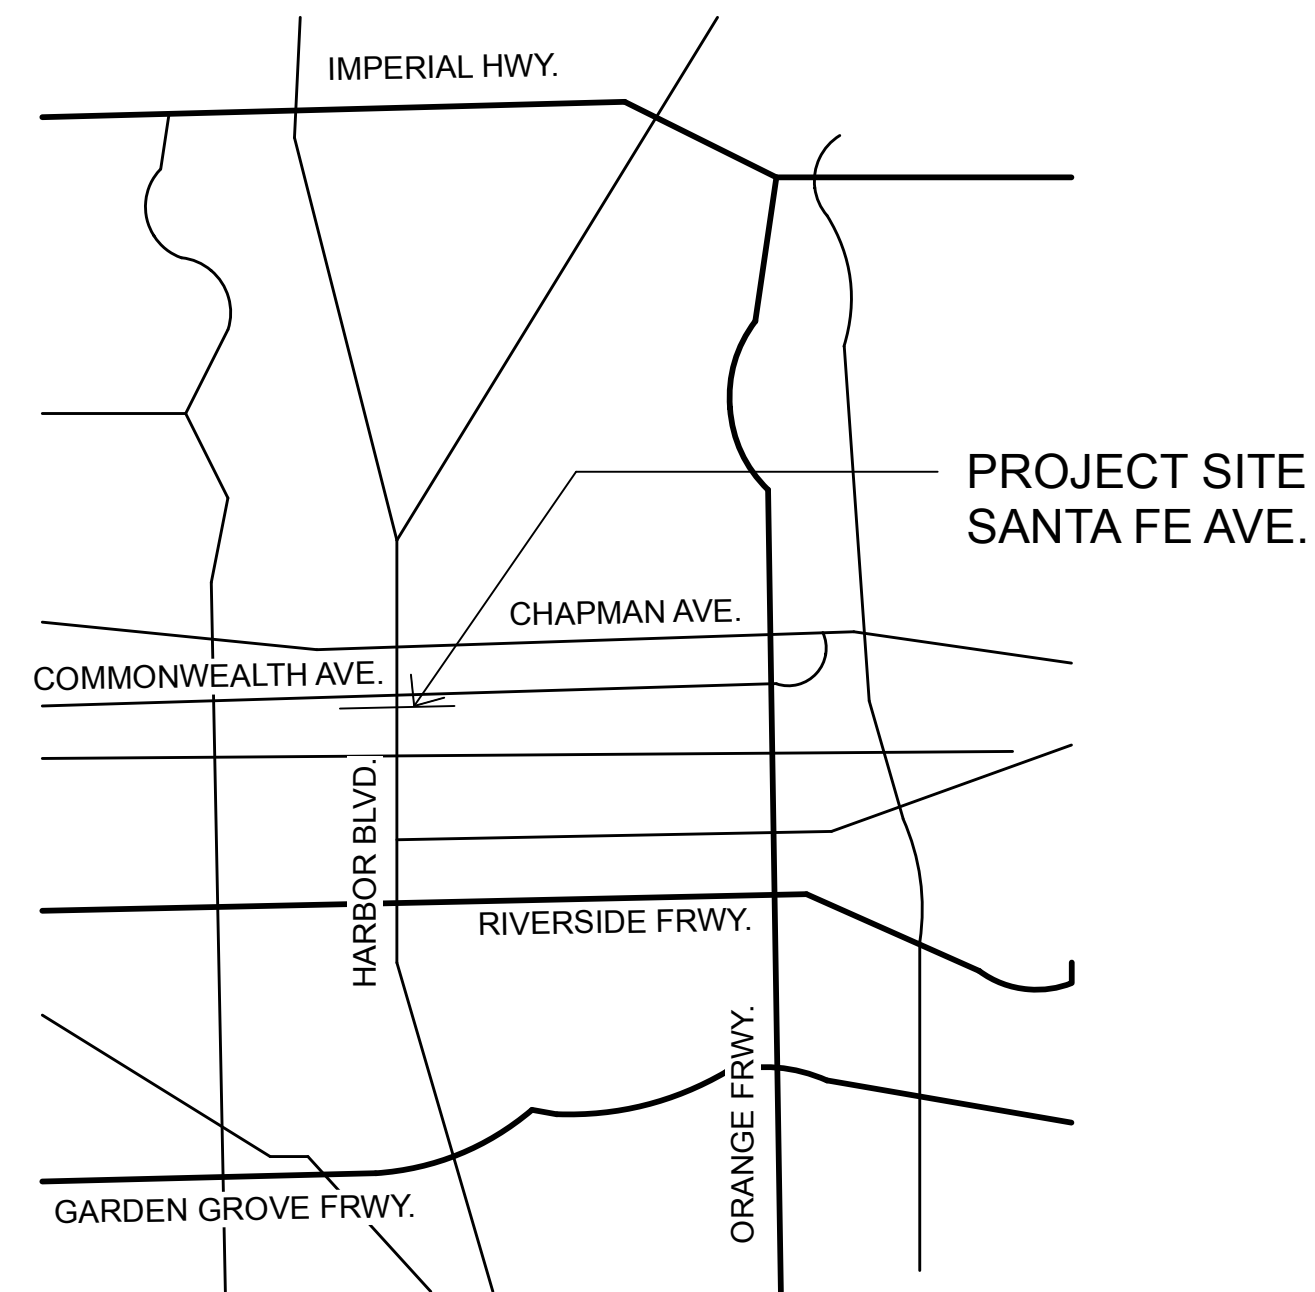 IMPERIAL HWY.
PROJECT SITE
SANTA FE AVE.
CHAPMAN AVE.
COMMONWEALTH AVE.
HARBOR BLVD.
RIVERSIDE FRWY.
ORANGE FRWY.
GARDEN GROVE FRWY.